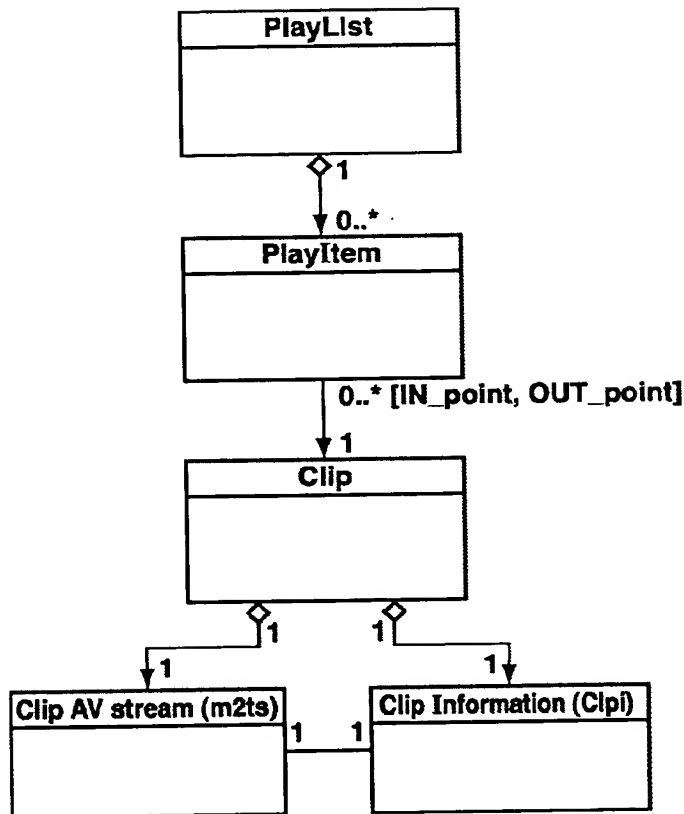 PlayList
1
0..*
PlayItem
0..* [IN_point, OUT_point]
1
Clip
1
1
1
1
Clip AV stream (m2ts)
Clip Information (Clpi)
1
1